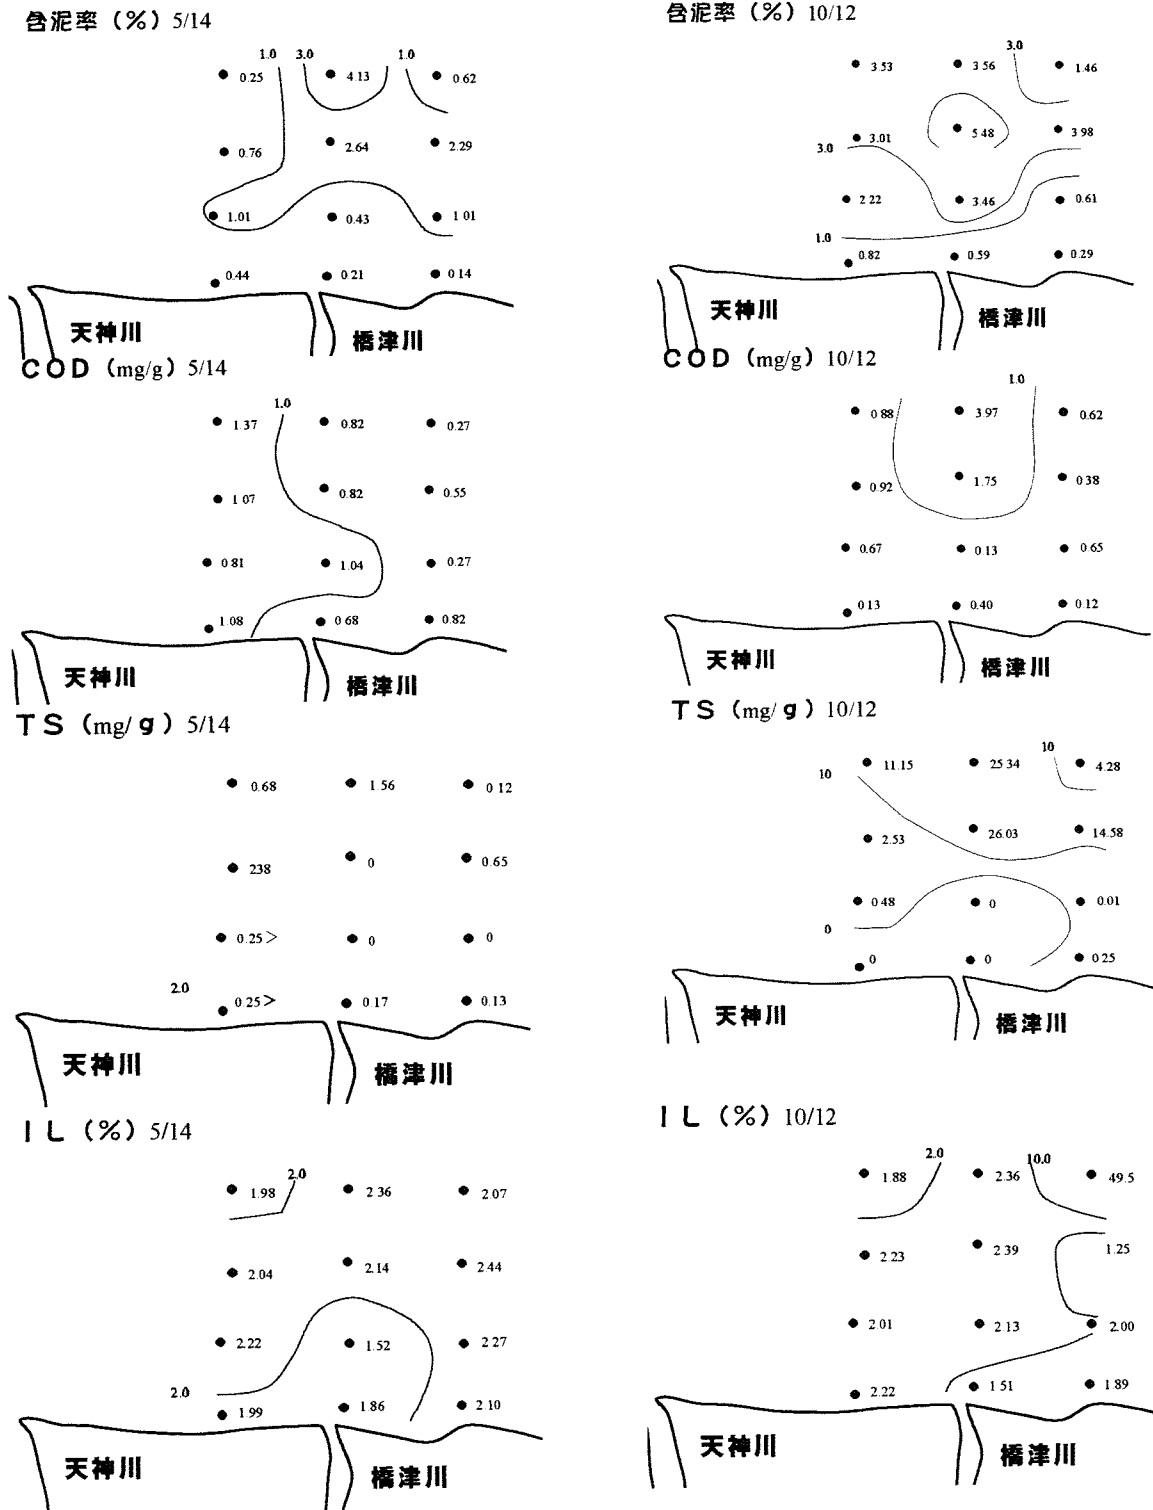 含泥率（%）5/14
1.0 3.0 1.0
0.25 4.13 0.62
0.76 2.64 2.29
1.01 0.43 1 01
0.44 0.21 0.14
天神川
橋津川
含泥率（%）10/12
3.0
3.53 3 56 1 46
5 48 3 98
3.01
3.0
2 22 3.46 0.61
1.0
0.82 0.59 0.29
天神川
橋津川
COD（mg/g）5/14
1.0
1.37 0.82 0.27
1 07 0.82 0.55
0 81 1.04 0.27
1.08 0 68 0.82
天神川
橋津川
COD（mg/g）10/12
1.0
0.88 3.97 0.62
0.92 1.75 0 38
0.67 0.13 0.65
0 13 0.40 0.12
天神川
橋津川
TS（mg/g）5/14
0.68 1.56 0 12
238 0 0.65
0.25> 0 0
2.0
0.25> 0.17 0.13
天神川
橋津川
TS（mg/g）10/12
10
10
11.15 25 34 4.28
2.53 26.03 14.58
0 48 0 0.01
0
0 0 0 25
天神川
橋津川
IL（%）5/14
2.0
1.98 2 36 2.07
2.04 2.14 2.44
2.22 1.52 2 27
2.0
1.99 1.86 2.10
天神川
橋津川
IL（%）10/12
2.0 10.0
1.88 2.36 49.5
2 23 2 39 1.25
2.01 2.13 2.00
2.22 1 51 1 89
天神川
橋津川